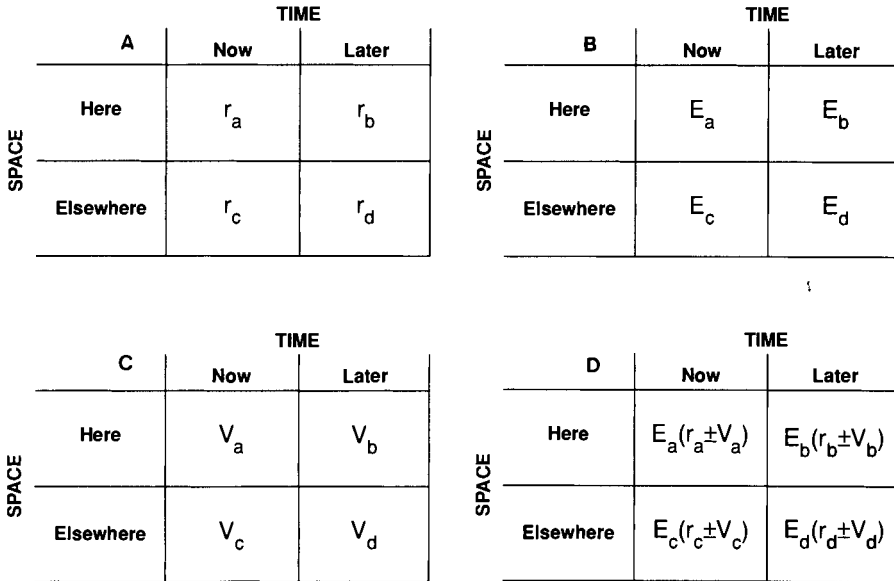 TIME
A Now Later
SPACE
Here r_a r_b
Elsewhere r_c r_d
TIME
B Now Later
SPACE
Here E_a E_b
Elsewhere E_c E_d
TIME
C Now Later
SPACE
Here V_a V_b
Elsewhere V_c V_d
TIME
D Now Later
SPACE
Here E_a(r_a±V_a) E_b(r_b±V_b)
Elsewhere E_c(r_c±V_c) E_d(r_d±V_d)